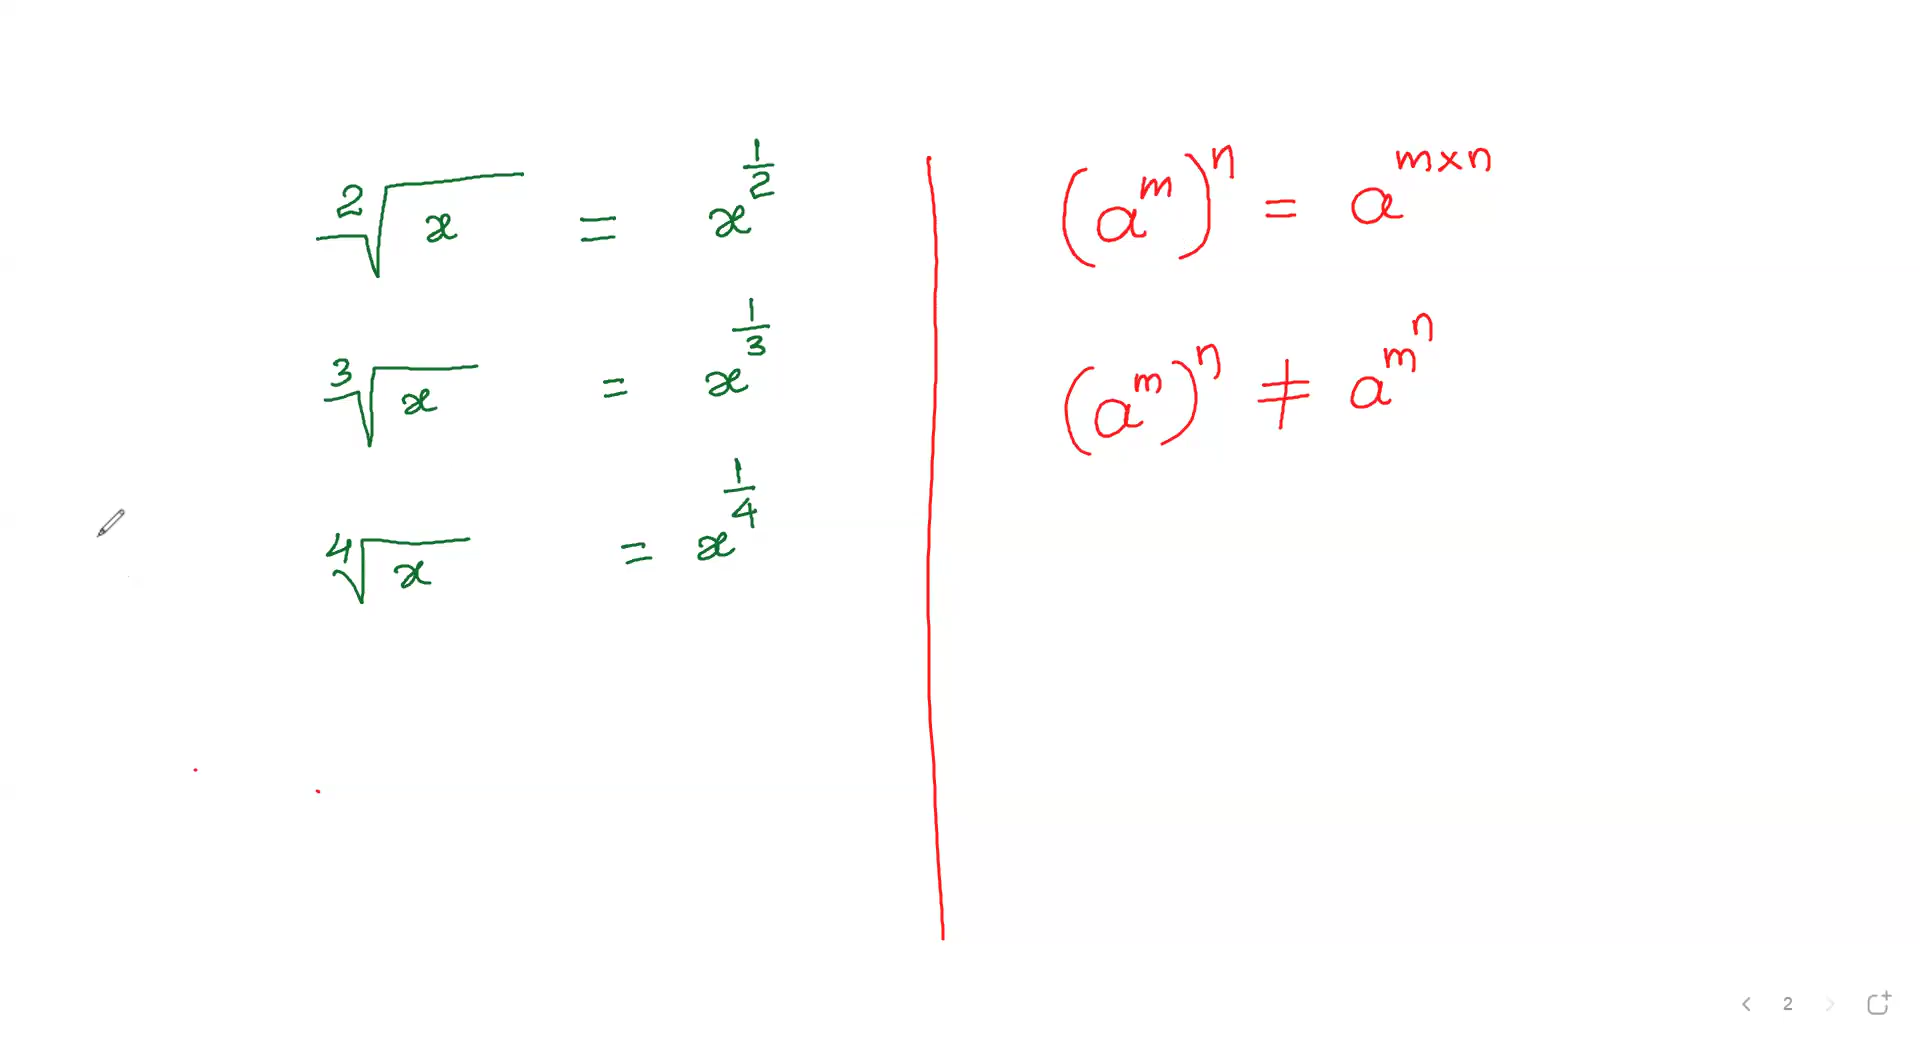 ²√x = x^(1/2)
³√x = x^(1/3)
⁴√x = x^(1/4)
(a^m)^n = a^(m×n)
(a^m)^n ≠ a^(m^n)
2